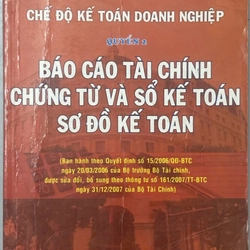 CHẾ ĐỘ KẾ TOÁN DOANH NGHIỆP
QUYỂN 2
BÁO CÁO TÀI CHÍNH
CHỨNG TỪ VÀ SỔ KẾ TOÁN
SƠ ĐỒ KẾ TOÁN
(Ban hành theo Quyết định số 15/2006/QĐ-BTC
ngày 20/03/2006 của Bộ trưởng Bộ Tài chính,
được sửa đổi, bổ sung theo thông tư số 161/2007/TT-BTC
ngày 31/12/2007 của Bộ Tài Chính)